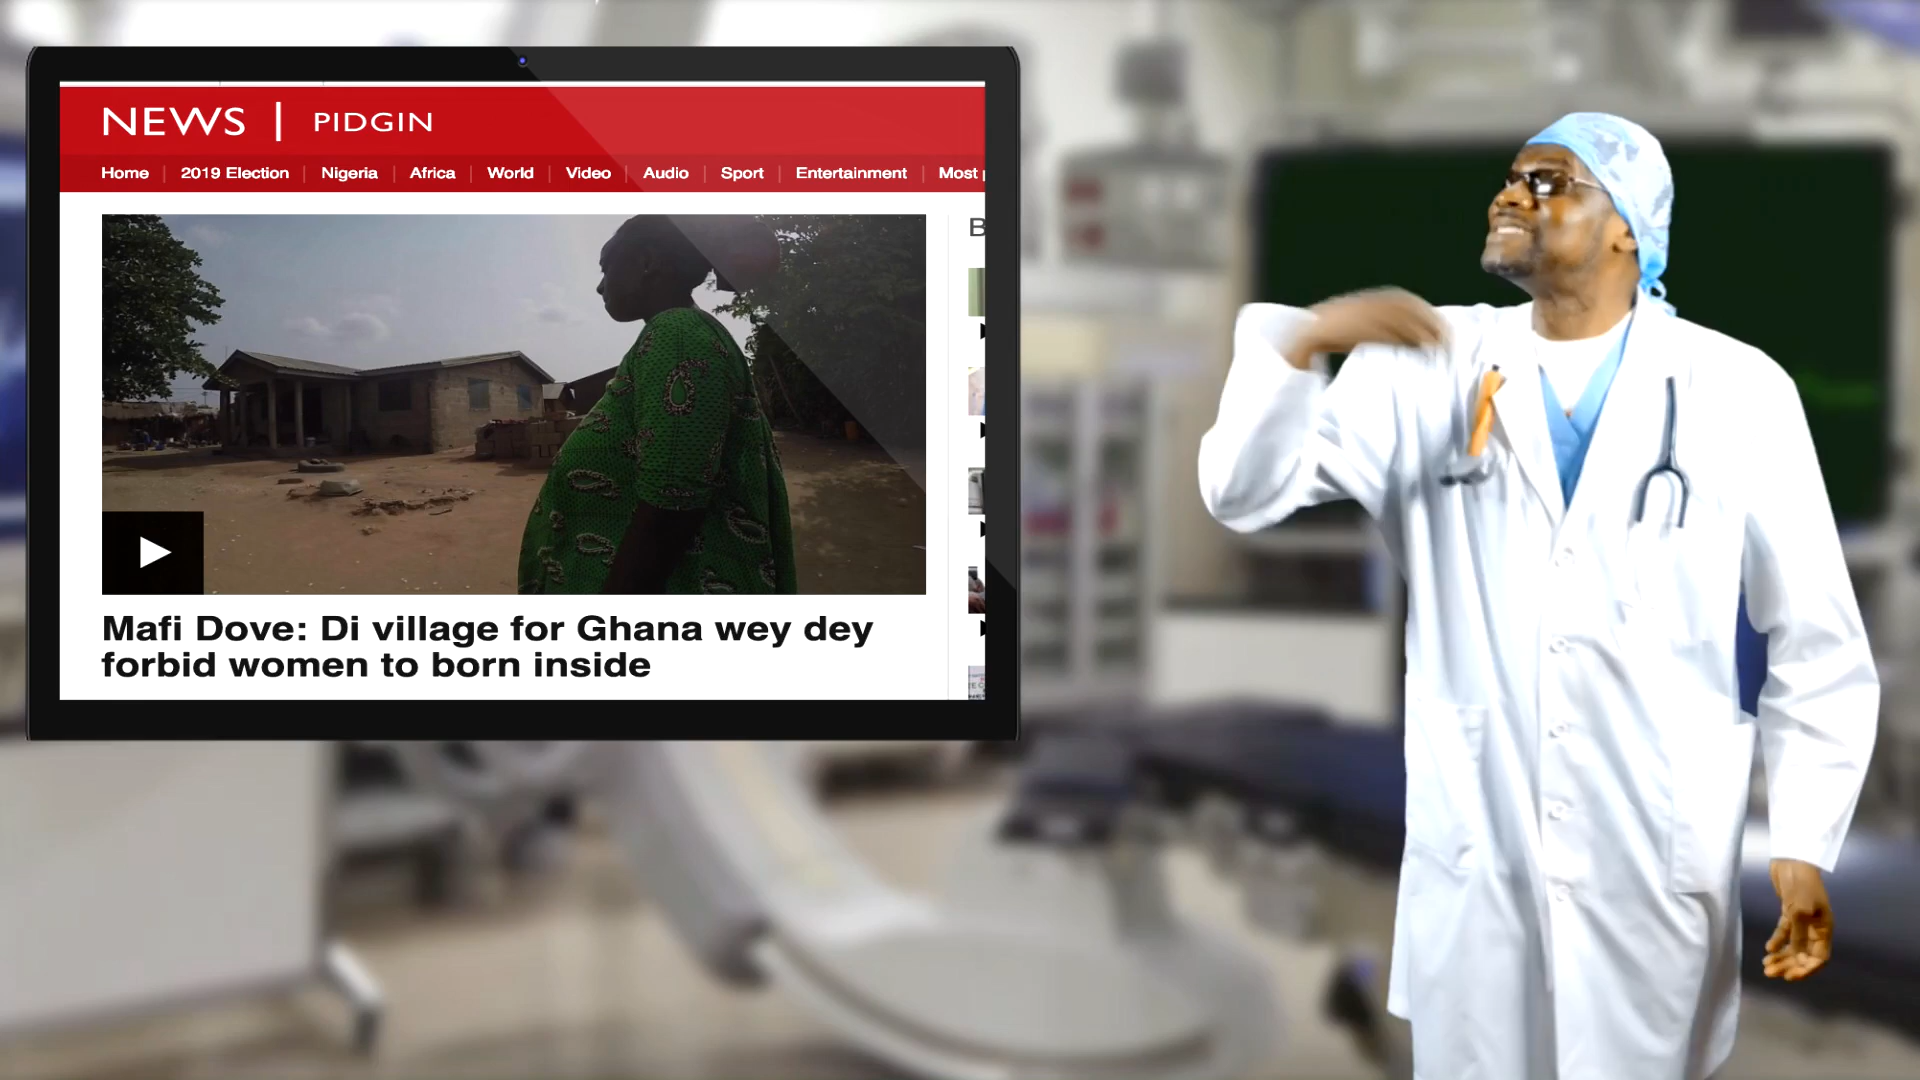 NEWS | PIDGIN
Home | 2019 Election | Nigeria | Africa | World | Video | Audio | Sport | Entertainment | Most
B
Mafi Dove: Di village for Ghana wey dey
forbid women to born inside